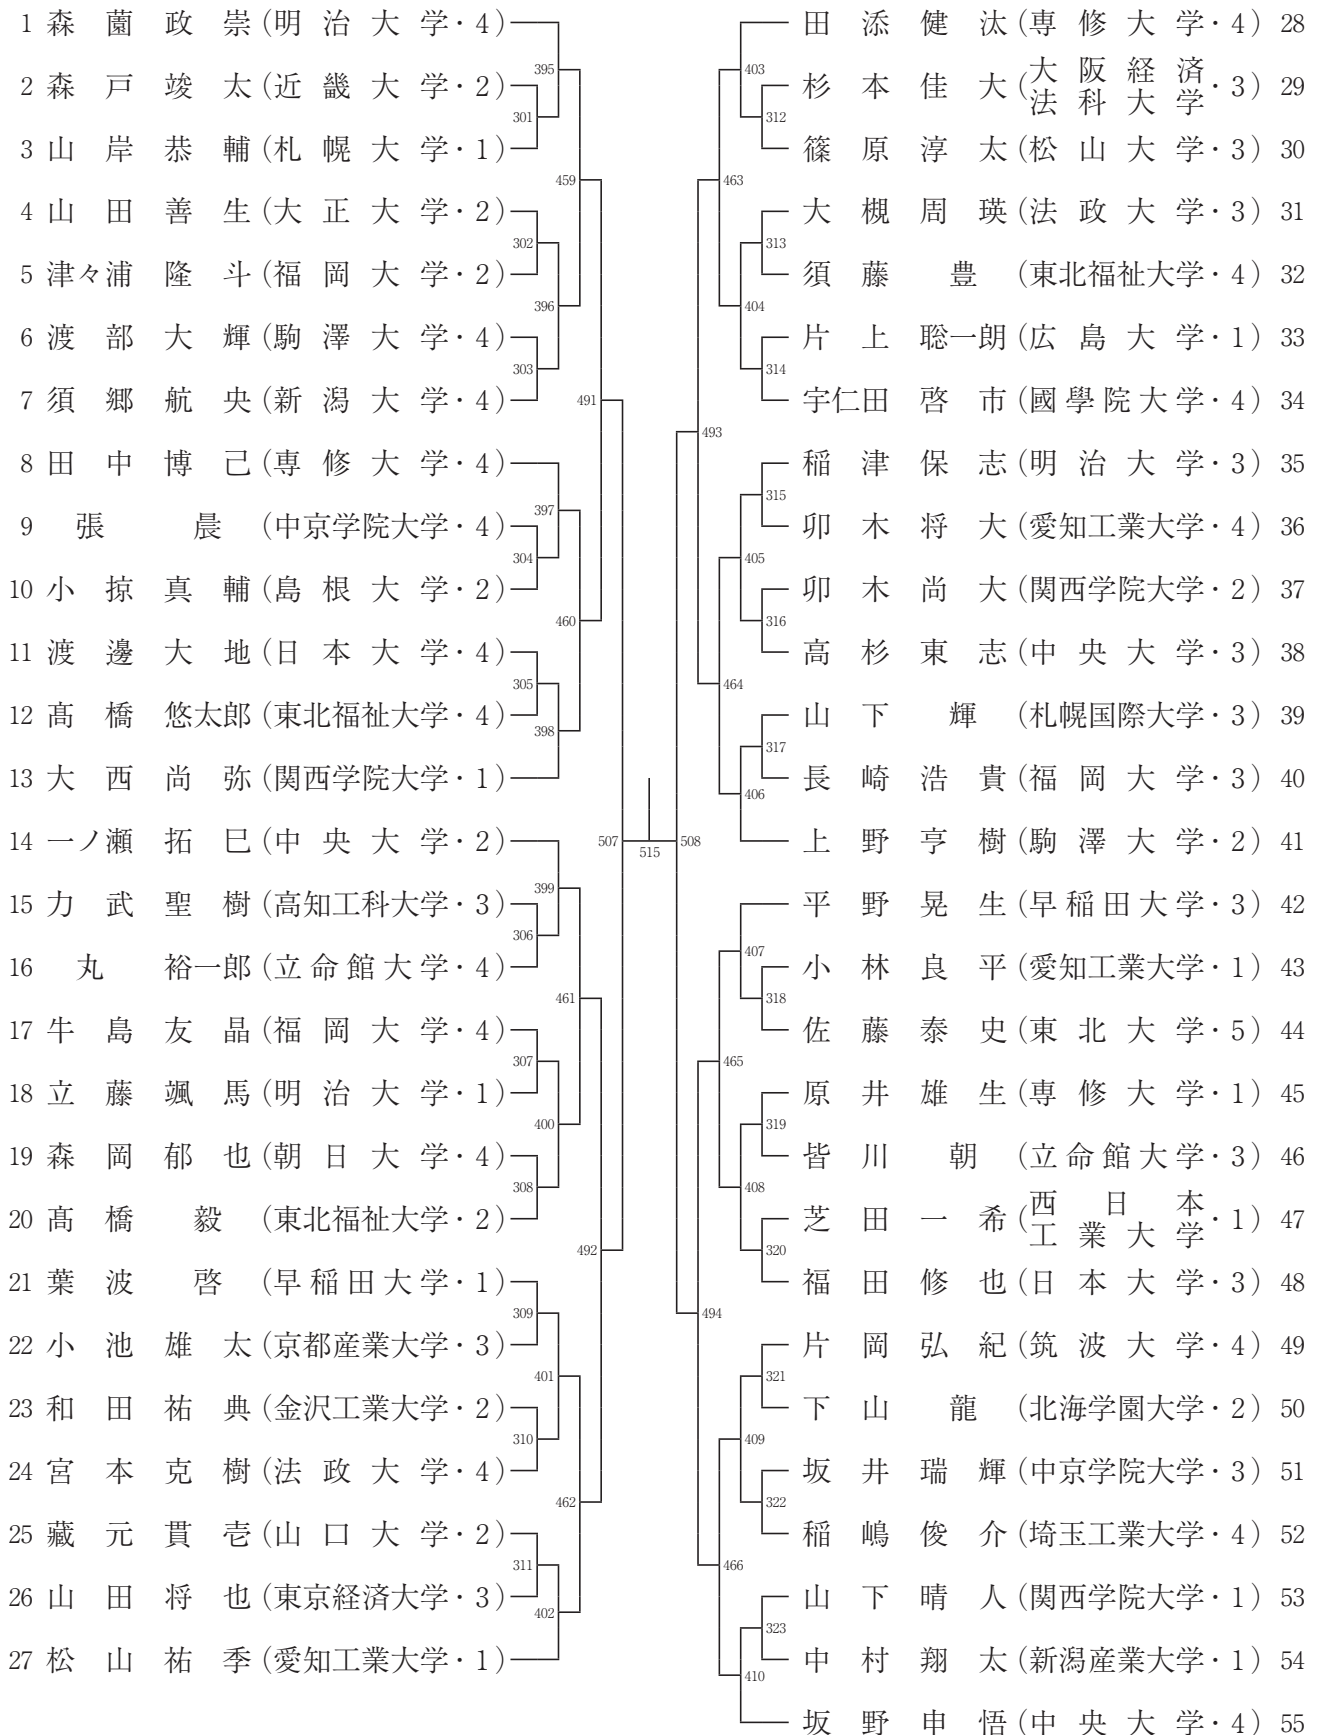 1 森薗政崇(明治大学・4)
2 森戸竣太(近畿大学・2)
3 山岸恭輔(札幌大学・1)
4 山田善生(大正大学・2)
5 津々浦隆斗(福岡大学・2)
6 渡部大輝(駒澤大学・4)
7 須郷航央(新潟大学・4)
8 田中博己(専修大学・4)
9 張晨(中京学院大学・4)
10 小掠真輔(島根大学・2)
11 渡邊大地(日本大学・4)
12 髙橋悠太郎(東北福祉大学・4)
13 大西尚弥(関西学院大学・1)
14 一ノ瀬拓巳(中央大学・2)
15 力武聖樹(高知工科大学・3)
16 丸裕一郎(立命館大学・4)
17 牛島友晶(福岡大学・4)
18 立藤颯馬(明治大学・1)
19 森岡郁也(朝日大学・4)
20 髙橋毅(東北福祉大学・2)
21 葉波啓(早稲田大学・1)
22 小池雄太(京都産業大学・3)
23 和田祐典(金沢工業大学・2)
24 宮本克樹(法政大学・4)
25 藏元貫壱(山口大学・2)
26 山田将也(東京経済大学・3)
27 松山祐季(愛知工業大学・1)
395
301
459
302
396
303
491
397
304
460
305
398
507
399
306
461
307
400
308
492
309
401
310
462
311
402
515
508
403
312
463
313
404
314
493
315
405
316
464
317
406
407
318
465
319
408
320
494
321
409
322
466
323
410
田添健汰(専修大学・4) 28
杉本佳大(大阪経済法科大学・3) 29
篠原淳太(松山大学・3) 30
大槻周瑛(法政大学・3) 31
須藤豊(東北福祉大学・4) 32
片上聡一朗(広島大学・1) 33
宇仁田啓市(國學院大学・4) 34
稲津保志(明治大学・3) 35
卯木将大(愛知工業大学・4) 36
卯木尚大(関西学院大学・2) 37
高杉東志(中央大学・3) 38
山下輝(札幌国際大学・3) 39
長崎浩貴(福岡大学・3) 40
上野亨樹(駒澤大学・2) 41
平野晃生(早稲田大学・3) 42
小林良平(愛知工業大学・1) 43
佐藤泰史(東北大学・5) 44
原井雄生(専修大学・1) 45
皆川朝(立命館大学・3) 46
芝田一希(西日本工業大学・1) 47
福田修也(日本大学・3) 48
片岡弘紀(筑波大学・4) 49
下山龍(北海学園大学・2) 50
坂井瑞輝(中京学院大学・3) 51
稲嶋俊介(埼玉工業大学・4) 52
山下晴人(関西学院大学・1) 53
中村翔太(新潟産業大学・1) 54
坂野申悟(中央大学・4) 55